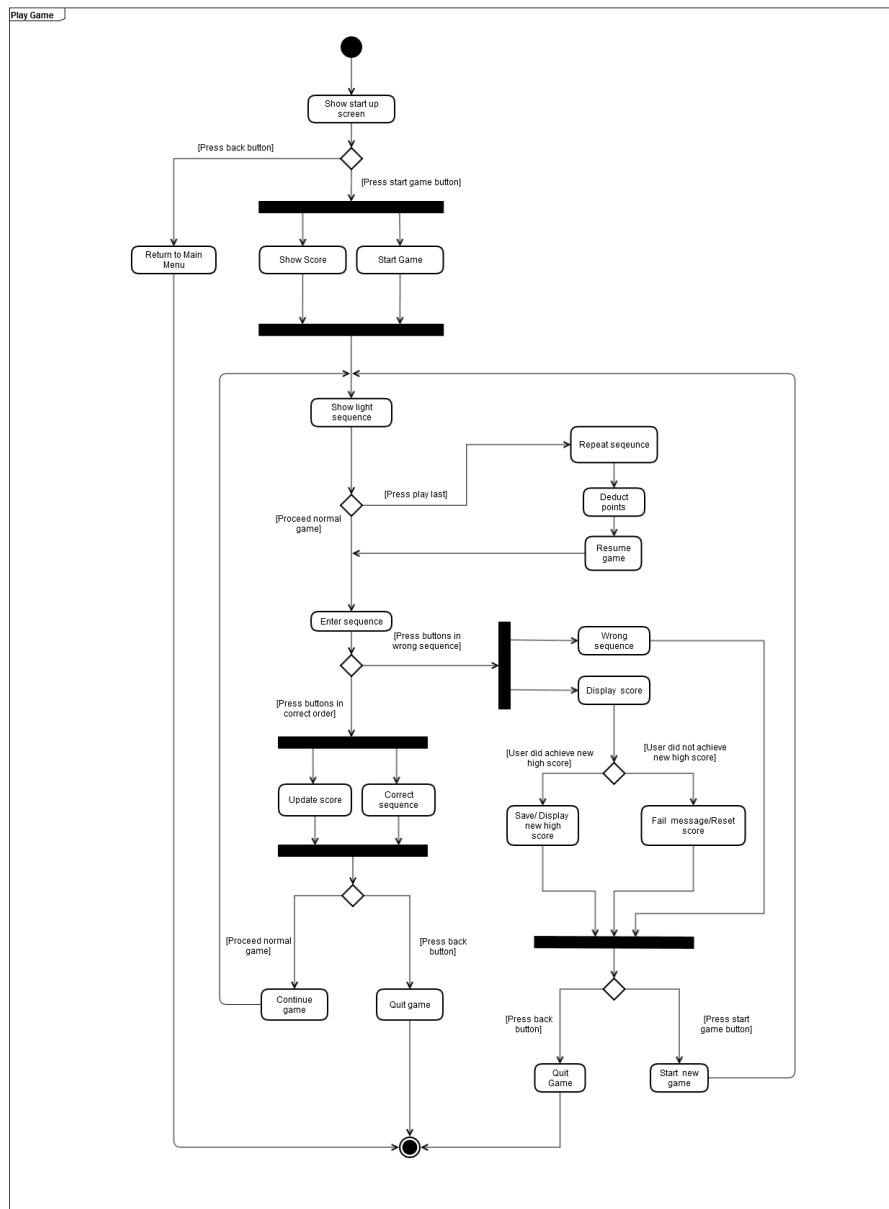 Play Game
Show start up
screen
[Press back button]
[Press start game button]
Return to Main
Menu
Show Score
Start Game
Show light
sequence
Repeat seqeunce
[Press play last]
Deduct
points
[Proceed normal
game]
Resume
game
Enter sequence
[Press buttons in
wrong sequence]
Wrong
sequence
Display score
[Press buttons in
correct order]
[User did achieve new
high score]
[User did not achieve
new high score]
Update score
Correct
sequence
Save/ Display
new high
score
Fail message/Reset
score
[Proceed normal
game]
[Press back
button]
Continue
game
Quit game
[Press back
button]
[Press start
game button]
Quit
Game
Start new
game